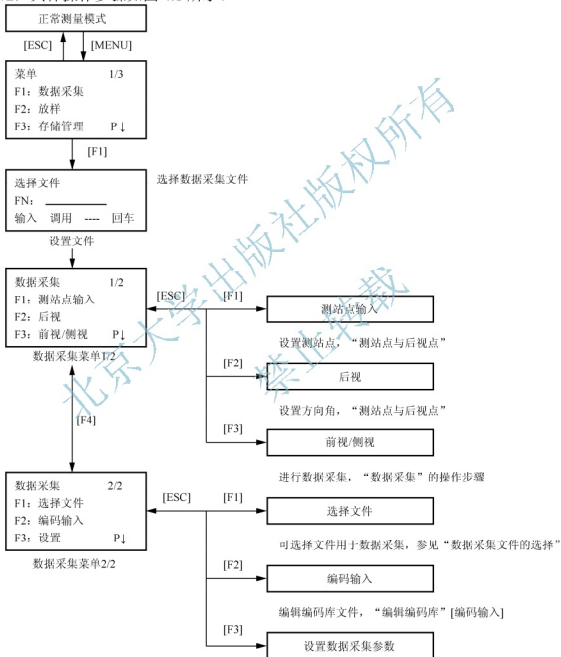 正常测量模式
[ESC] [MENU]
菜单 1/3
F1：数据采集
F2：放样
F3：存储管理 P↓
[F1]
选择文件
FN：
输入 调用 ---- 回车
选择数据采集文件
设置文件
数据采集 1/2
F1：测站点输入
F2：后视
F3：前视/侧视 P↓
数据采集菜单1/2
[ESC] [F1]
测站点输入
设置测站点，“测站点与后视点”
[F2]
后视
设置方向角，“测站点与后视点”
[F3]
前视/侧视
进行数据采集，“数据采集”的操作步骤
[F4]
数据采集 2/2
F1：选择文件
F2：编码输入
F3：设置 P↓
数据采集菜单2/2
[ESC] [F1]
选择文件
可选择文件用于数据采集，参见“数据采集文件的选择”
[F2]
编码输入
编辑编码库文件，“编辑编码库”[编码输入]
[F3]
设置数据采集参数
北京大学出版社版权所有
禁止转载